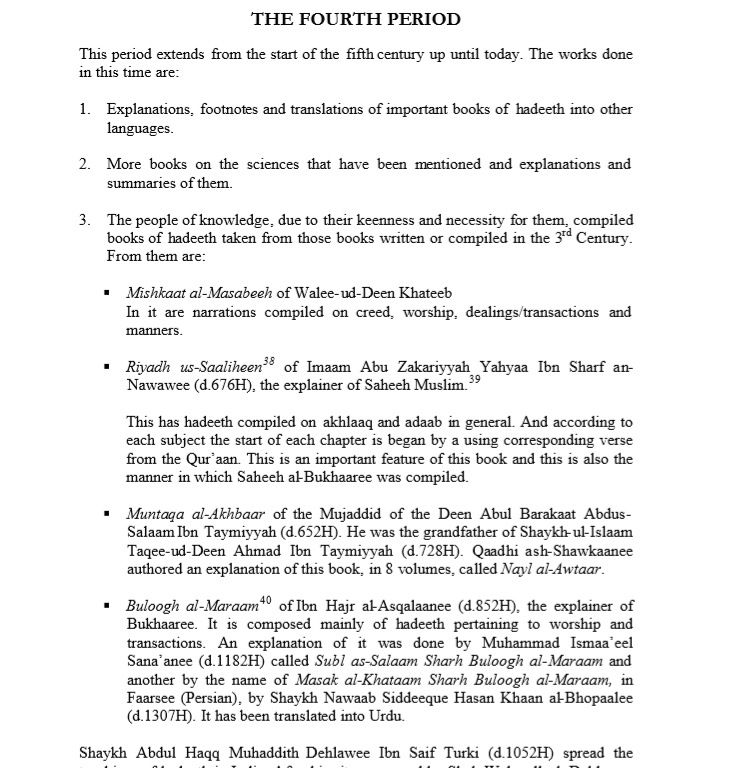 THE FOURTH PERIOD
This period extends from the start of the fifth century up until today. The works done
in this time are:
1. Explanations, footnotes and translations of important books of hadeeth into other
languages.
2. More books on the sciences that have been mentioned and explanations and
summaries of them.
3. The people of knowledge, due to their keenness and necessity for them, compiled
books of hadeeth taken from those books written or compiled in the 3rd Century.
From them are:
▪ Mishkaat al-Masabeeh of Walee-ud-Deen Khateeb
In it are narrations compiled on creed, worship, dealings/transactions and
manners.
▪ Riyadh us-Saaliheen38 of Imaam Abu Zakariyyah Yahyaa Ibn Sharf an-
Nawawee (d.676H), the explainer of Saheeh Muslim.39
This has hadeeth compiled on akhlaaq and adaab in general. And according to
each subject the start of each chapter is began by a using corresponding verse
from the Qur'aan. This is an important feature of this book and this is also the
manner in which Saheeh al-Bukhaaree was compiled.
▪ Muntaqa al-Akhbaar of the Mujaddid of the Deen Abul Barakaat Abdus-
Salaam Ibn Taymiyyah (d.652H). He was the grandfather of Shaykh-ul-Islaam
Taqee-ud-Deen Ahmad Ibn Taymiyyah (d.728H). Qaadhi ash-Shawkaanee
authored an explanation of this book, in 8 volumes, called Nayl al-Awtaar.
▪ Buloogh al-Maraam40 of Ibn Hajr al-Asqalaanee (d.852H), the explainer of
Bukhaaree. It is composed mainly of hadeeth pertaining to worship and
transactions. An explanation of it was done by Muhammad Ismaa'eel
Sana'anee (d.1182H) called Subl as-Salaam Sharh Buloogh al-Maraam and
another by the name of Masak al-Khataam Sharh Buloogh al-Maraam, in
Faarsee (Persian), by Shaykh Nawaab Siddeeque Hasan Khaan al-Bhopaalee
(d.1307H). It has been translated into Urdu.
Shaykh Abdul Haqq Muhaddith Dehlawee Ibn Saif Turki (d.1052H) spread the